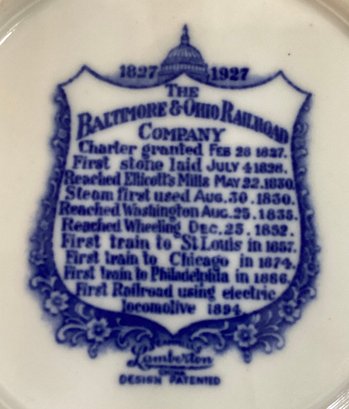 1827 1927
THE
BALTIMORE & OHIO RAILROAD
COMPANY
Charter granted FEB 28 1827.
First stone laid JULY 4 1828.
Reached Ellicott's Mills MAY 22.1830.
Steam first used AUG. 30. 1830.
Reached Washington AUG. 25. 1835.
Reached Wheeling DEC. 25. 1852.
First train to St Louis in 1857.
First train to Chicago in 1874.
First train to Philadelphia in 1886.
First Railroad using electric
locomotive 1894.
Lamberton
CHINA
DESIGN PATENTED